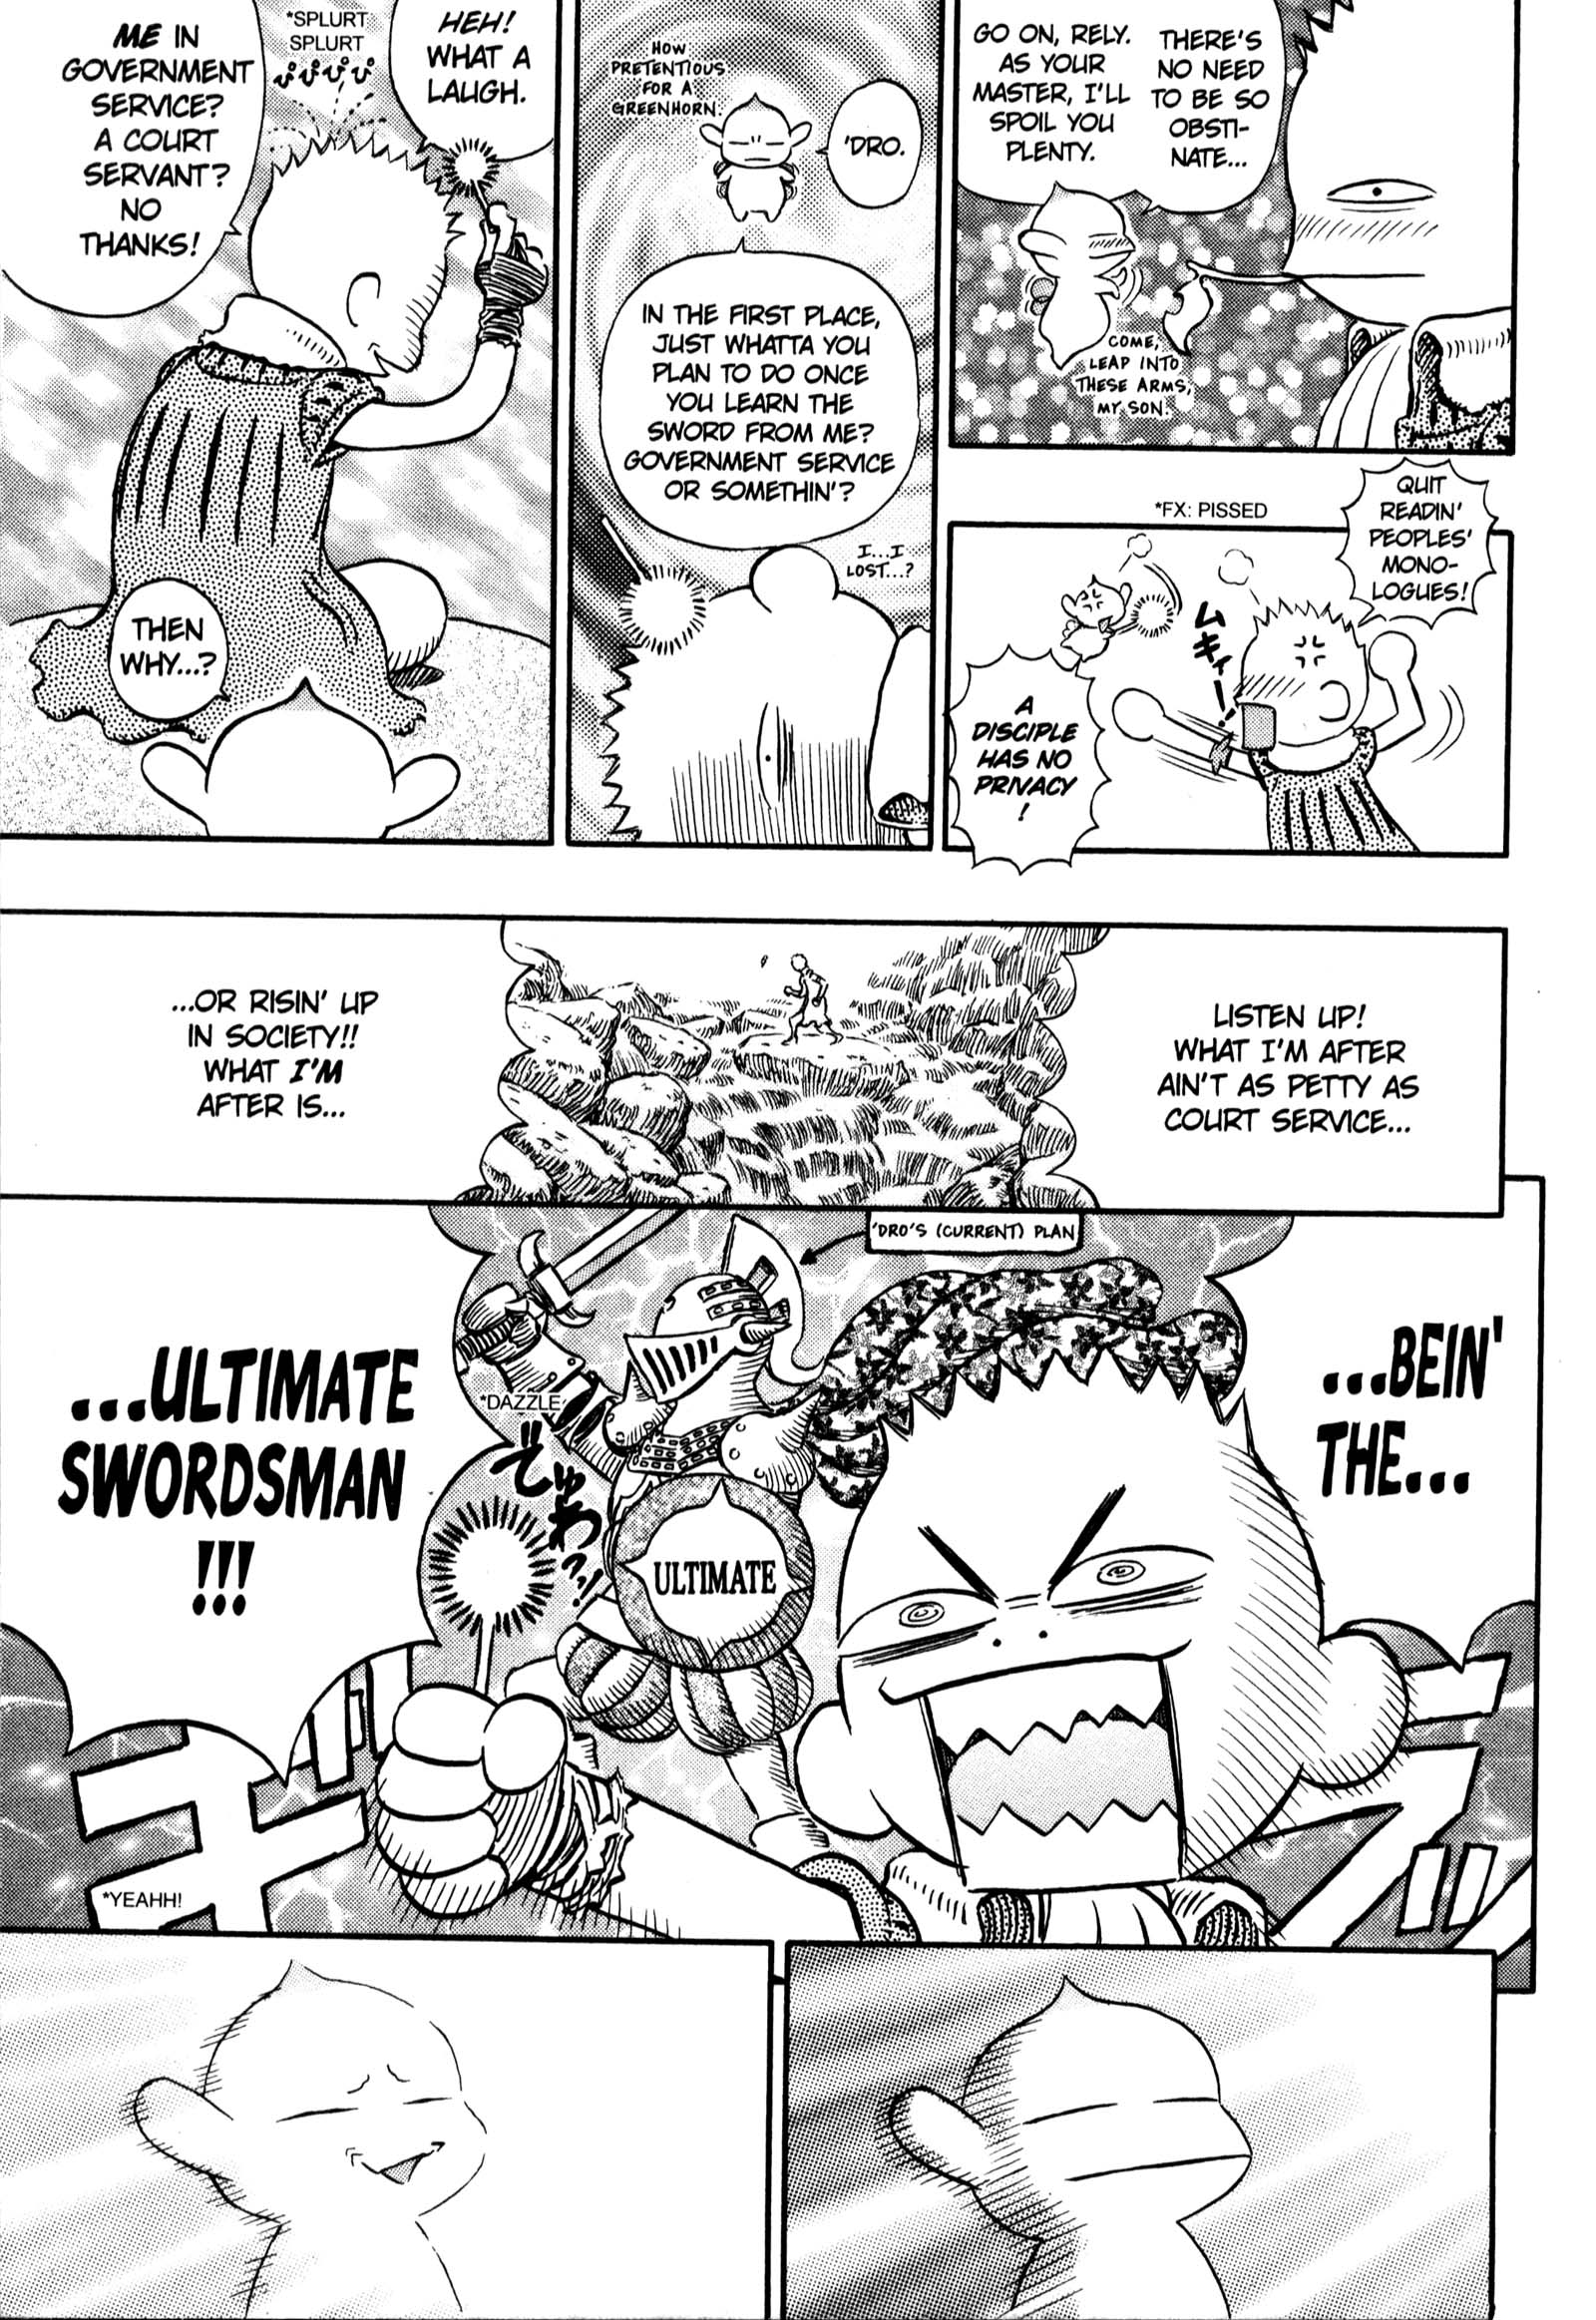 THERE'S
NO NEED
TO BE SO
OBSTI-
NATE...
GO ON, RELY.
AS YOUR
MASTER, I'LL
SPOIL YOU
PLENTY.
COME,
LEAP INTO
THESE ARMS,
MY SON.
QUIT
READIN'
PEOPLES'
MONO-
LOGUES!
*FX: PISSED
ムキィー!
A
DISCIPLE
HAS NO
PRIVACY
!
'DRO.
HOW
PRETENTIOUS
FOR A
GREENHORN.
IN THE FIRST PLACE,
JUST WHATTA YOU
PLAN TO DO ONCE
YOU LEARN THE
SWORD FROM ME?
GOVERNMENT SERVICE
OR SOMETHIN'?
I...I
LOST...?
HEH!
WHAT A
LAUGH.
*SPLURT
SPLURT
ぴぴぴぴ
ME IN
GOVERNMENT
SERVICE?
A COURT
SERVANT?
NO
THANKS!
THEN
WHY...?
LISTEN UP!
WHAT I'M AFTER
AIN'T AS PETTY AS
COURT SERVICE...
...OR RISIN' UP
IN SOCIETY!!
WHAT I'M
AFTER IS...
'DRO'S (CURRENT) PLAN
...BEIN'
THE...
*DAZZLE
でゅわっ!
ULTIMATE
...ULTIMATE
SWORDSMAN
!!!
*YEAHH!